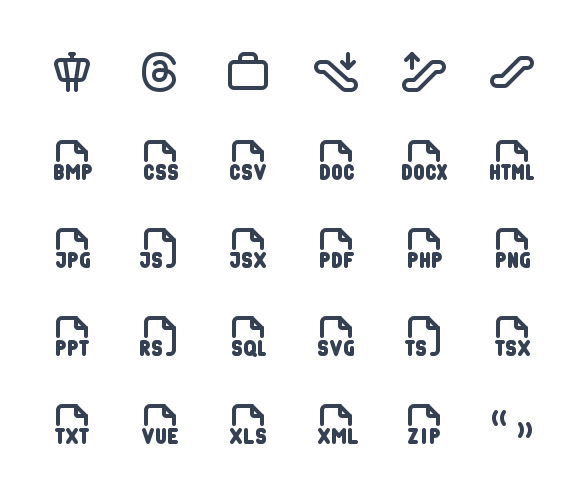 BMP CSS CSV DOC DOCX HTML
JPG JS JSX PDF PHP PNG
PPT RS SQL SVG TS TSX
TXT VUE XLS XML ZIP